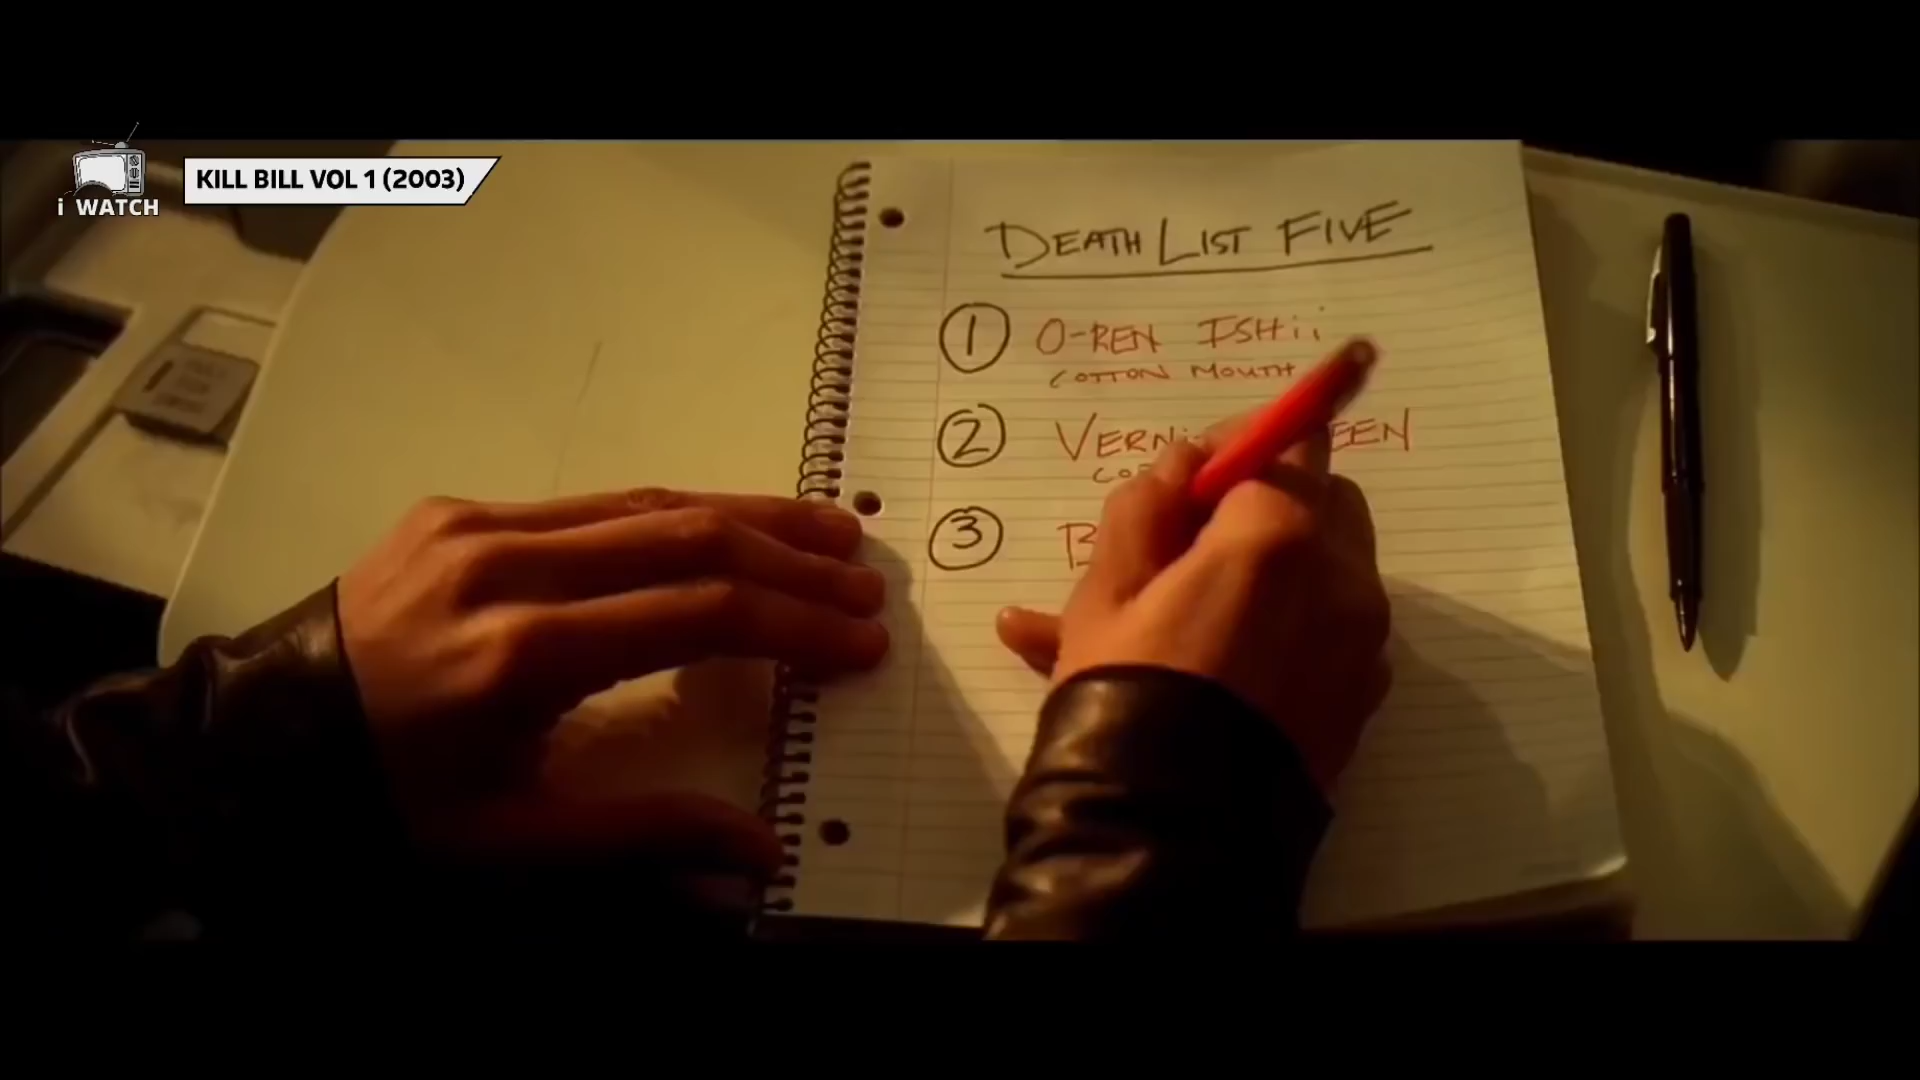 i WATCH
KILL BILL VOL 1 (2003)
DEATH LIST FIVE
1 O-REN ISHii
COTTON MOUTH
2
3